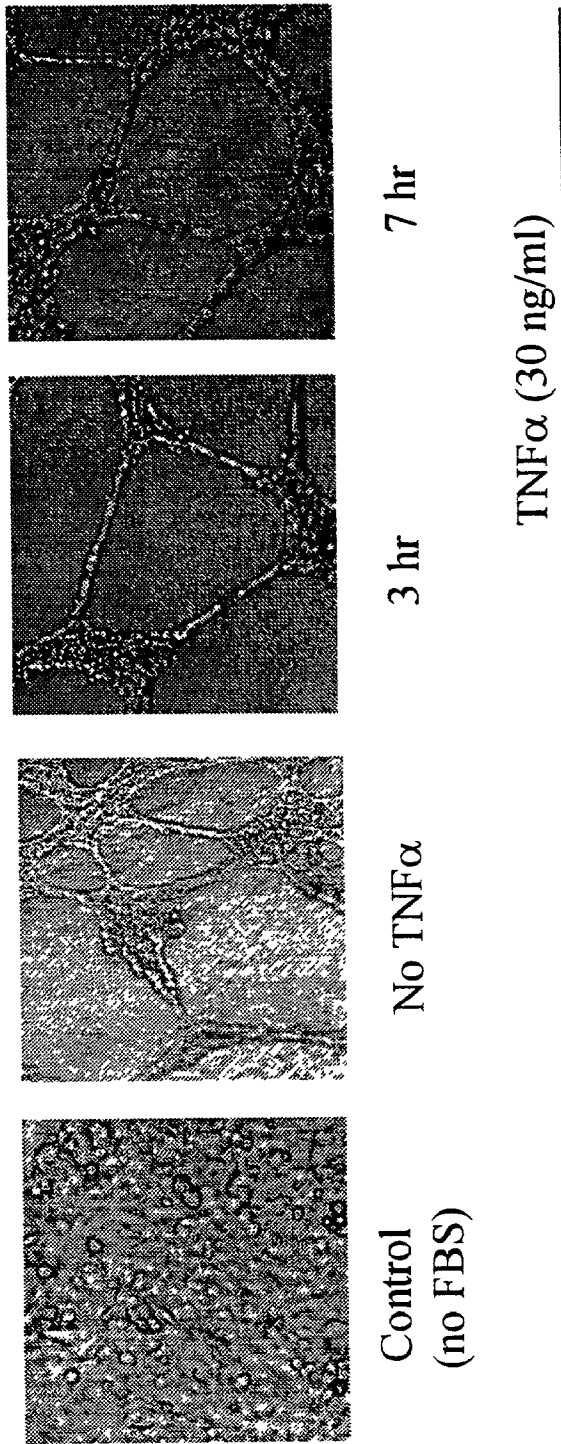 Control
(no FBS)
No TNFα
3 hr
7 hr
TNFα (30 ng/ml)